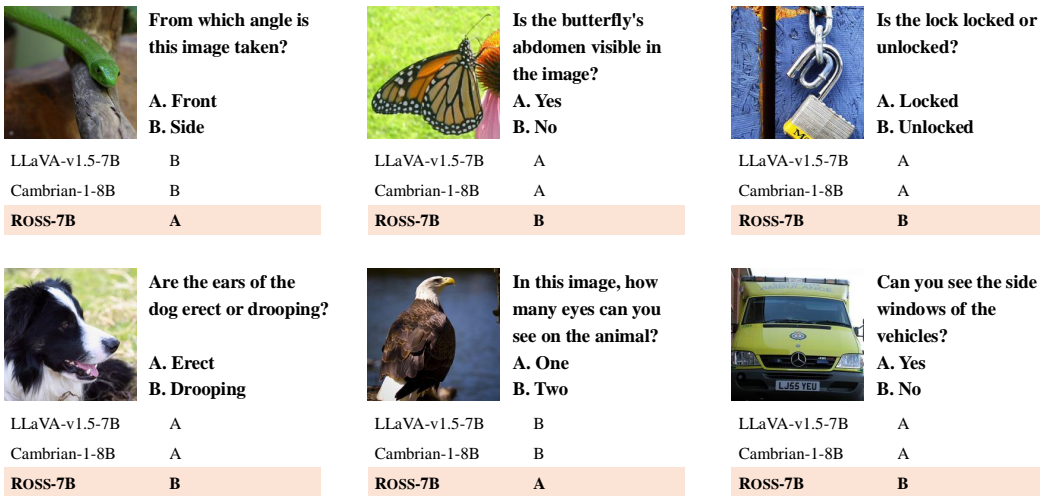 From which angle is
this image taken?
A. Front
B. Side
LLaVA-v1.5-7B B
Cambrian-1-8B B
ROSS-7B A
Is the butterfly's
abdomen visible in
the image?
A. Yes
B. No
LLaVA-v1.5-7B A
Cambrian-1-8B A
ROSS-7B B
Is the lock locked or
unlocked?
A. Locked
B. Unlocked
LLaVA-v1.5-7B A
Cambrian-1-8B A
ROSS-7B B
Are the ears of the
dog erect or drooping?
A. Erect
B. Drooping
LLaVA-v1.5-7B A
Cambrian-1-8B A
ROSS-7B B
In this image, how
many eyes can you
see on the animal?
A. One
B. Two
LLaVA-v1.5-7B B
Cambrian-1-8B B
ROSS-7B A
LJ55 YEU
Can you see the side
windows of the
vehicles?
A. Yes
B. No
LLaVA-v1.5-7B A
Cambrian-1-8B A
ROSS-7B B